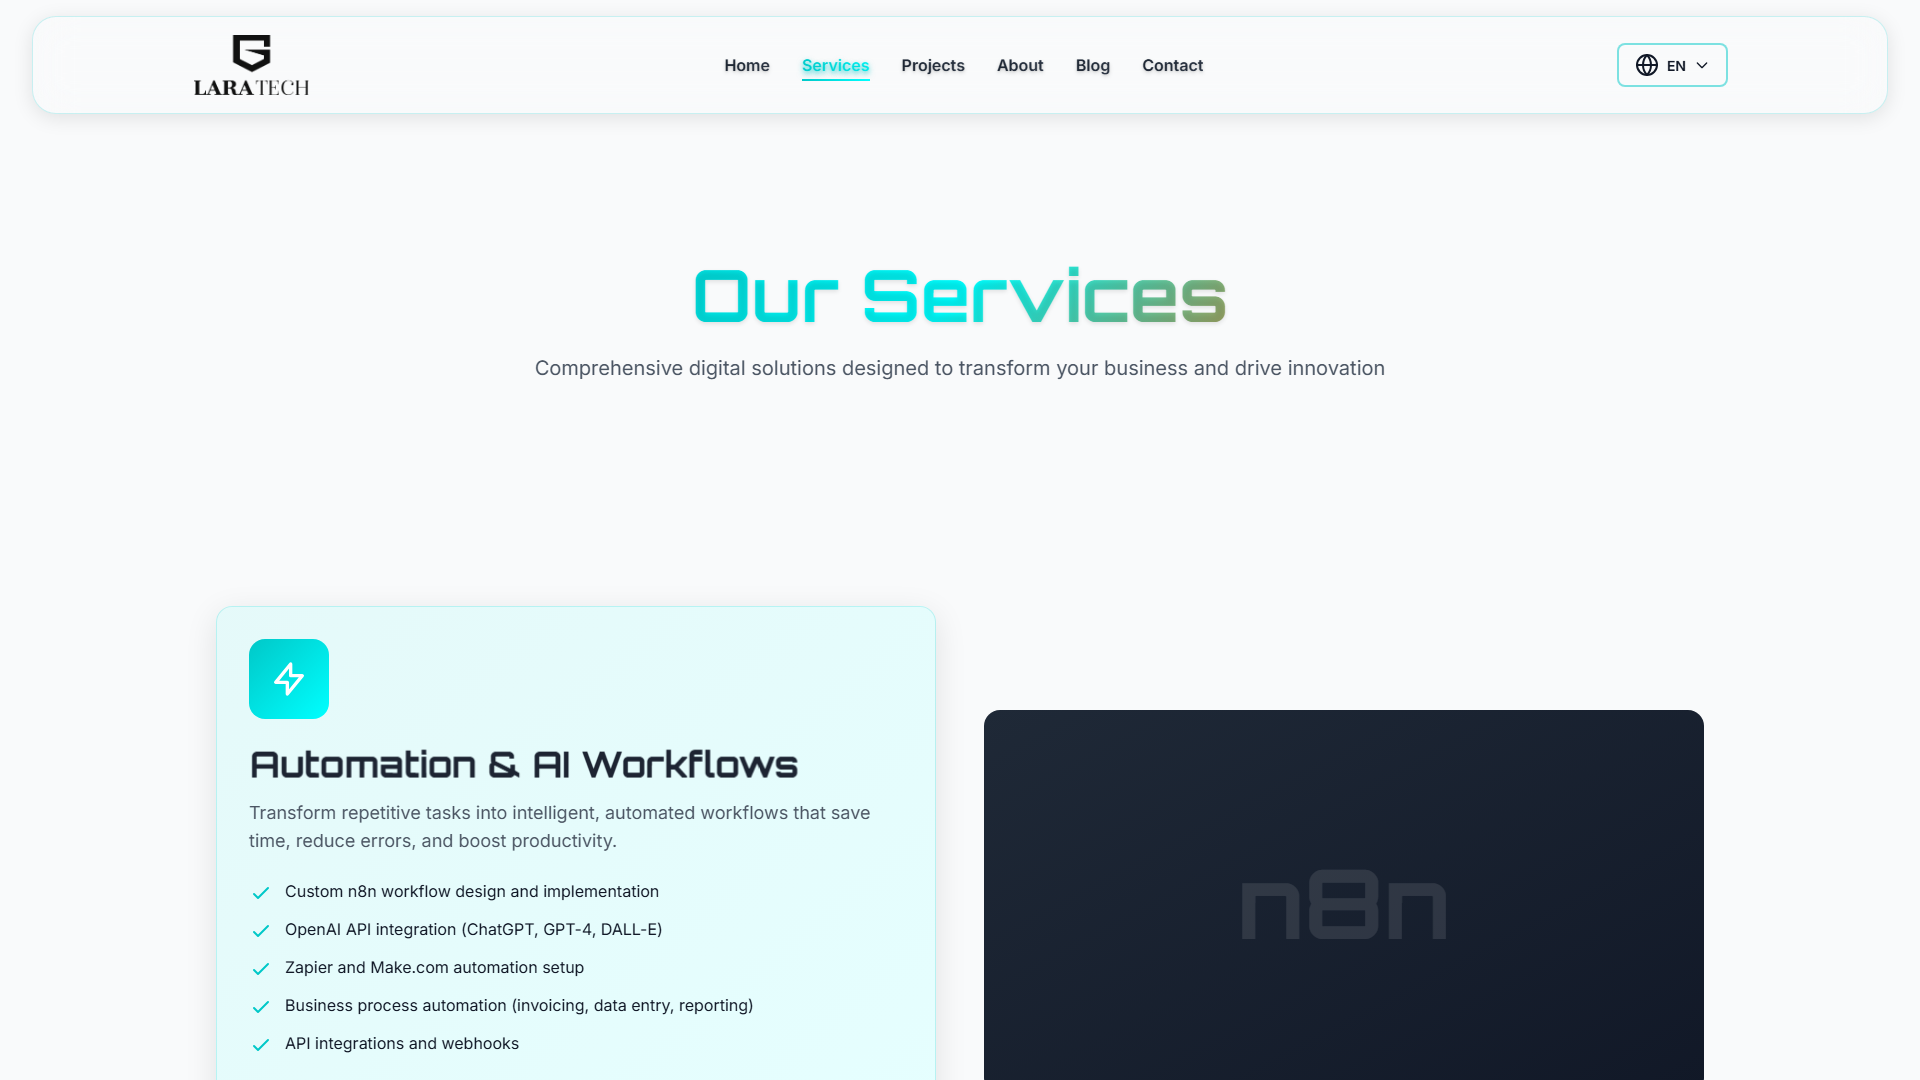 LARATECH
Home
Services
Projects
About
Blog
Contact
EN
Our Services
Comprehensive digital solutions designed to transform your business and drive innovation
Automation & AI Workflows
Transform repetitive tasks into intelligent, automated workflows that save
time, reduce errors, and boost productivity.
Custom n8n workflow design and implementation
OpenAI API integration (ChatGPT, GPT-4, DALL-E)
Zapier and Make.com automation setup
Business process automation (invoicing, data entry, reporting)
API integrations and webhooks
n8n